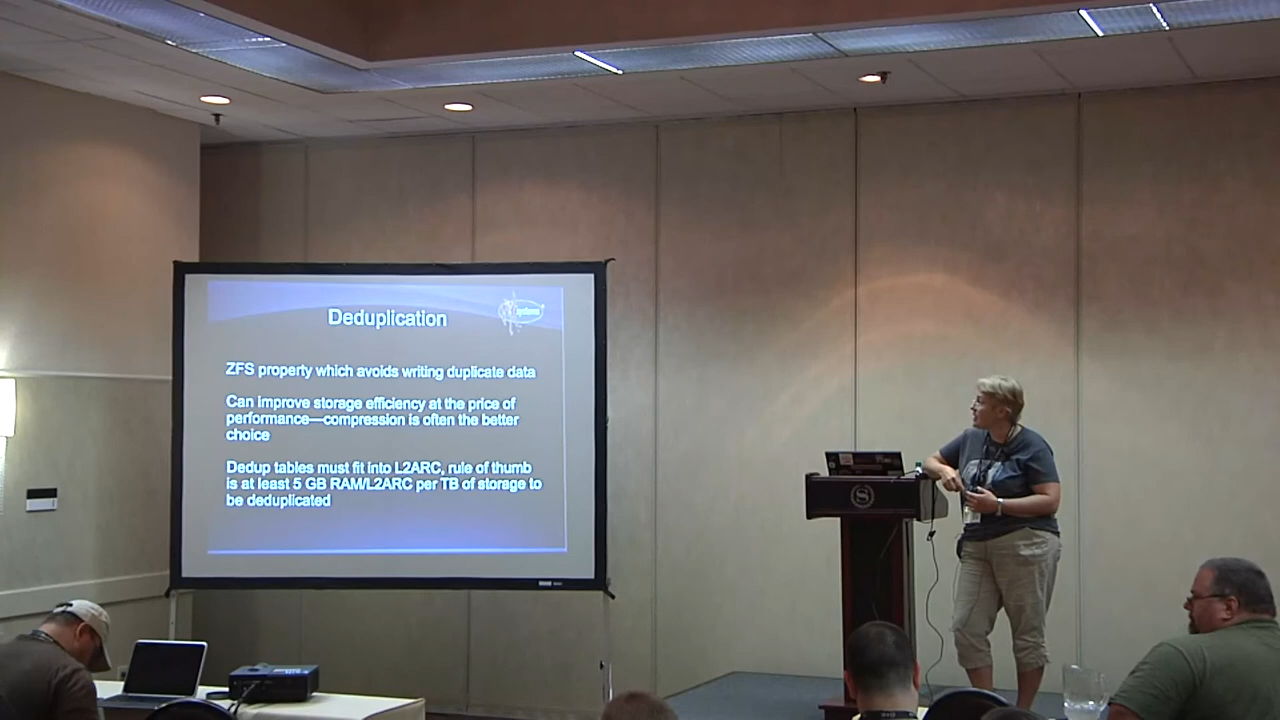 Deduplication
systems
ZFS property which avoids writing duplicate data
Can improve storage efficiency at the price of
performance—compression is often the better
choice
Dedup tables must fit into L2ARC, rule of thumb
is at least 5 GB RAM/L2ARC per TB of storage to
be deduplicated
S